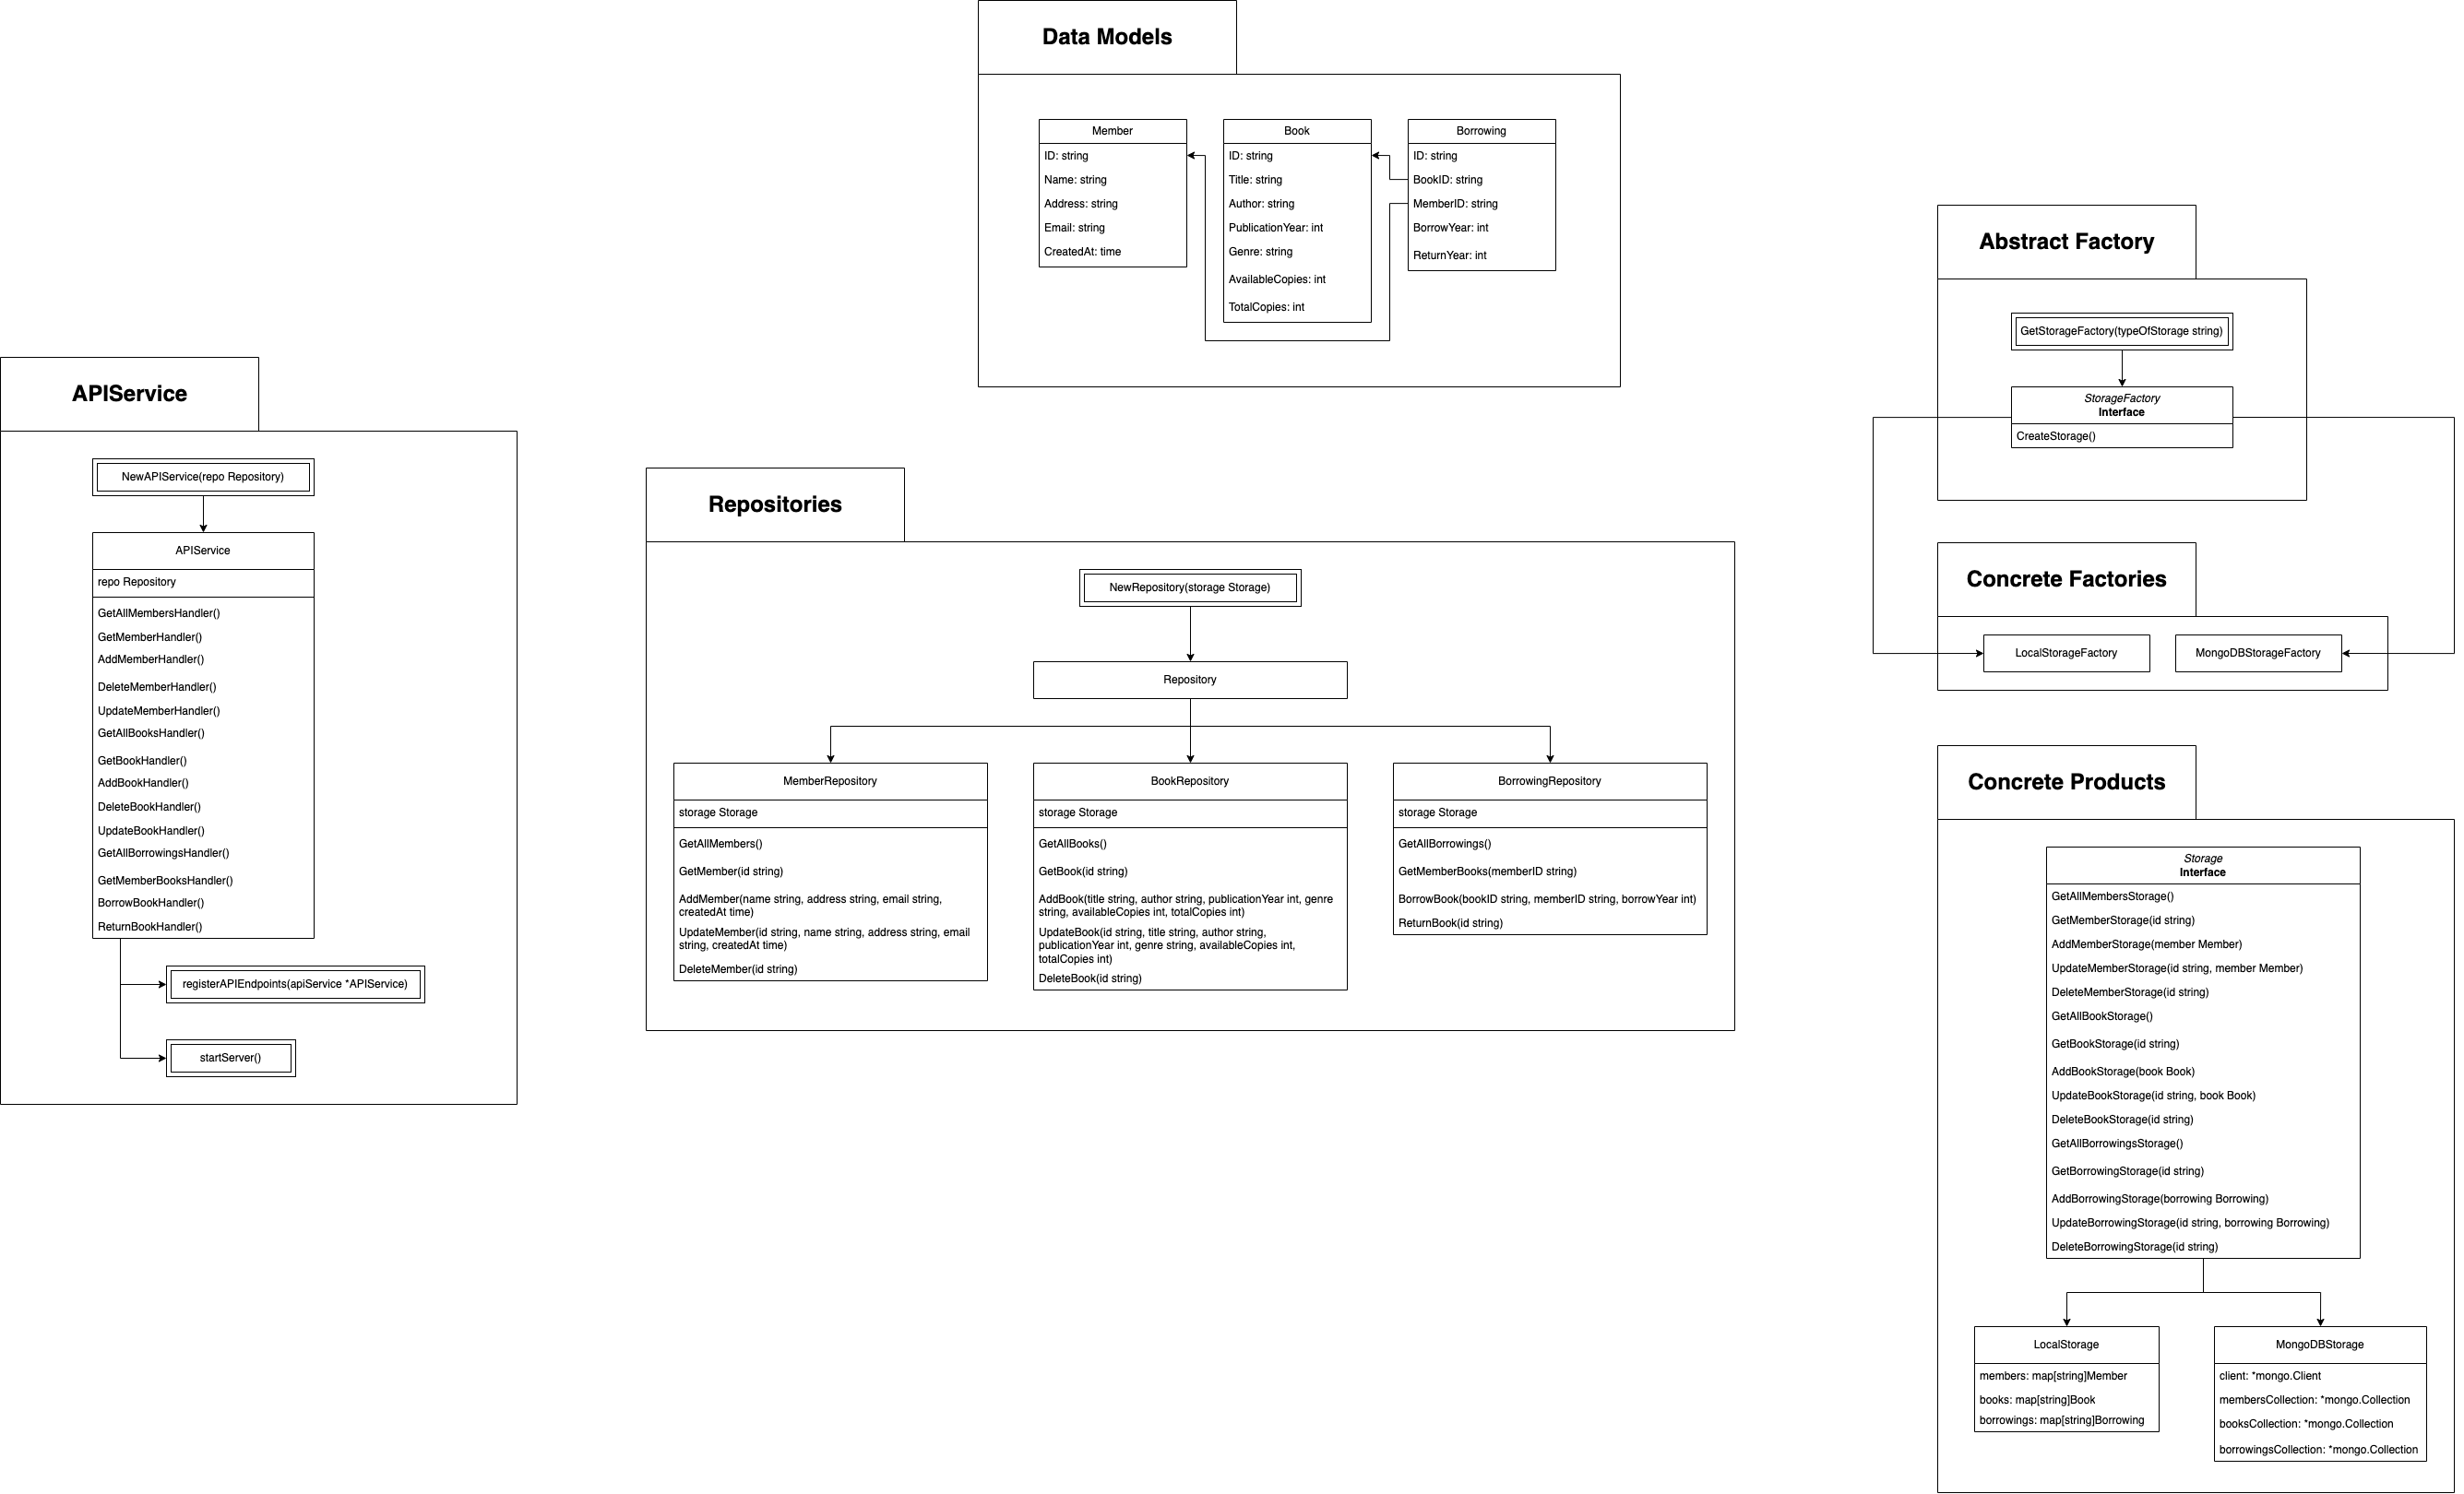 Data Models
Member
ID: string
Name: string
Address: string
Email: string
CreatedAt: time
Book
ID: string
Title: string
Author: string
PublicationYear: int
Genre: string
AvailableCopies: int
TotalCopies: int
Borrowing
ID: string
BookID: string
MemberID: string
BorrowYear: int
ReturnYear: int
APIService
NewAPIService(repo Repository)
APIService
repo Repository
GetAllMembersHandler()
GetMemberHandler()
AddMemberHandler()
DeleteMemberHandler()
UpdateMemberHandler()
GetAllBooksHandler()
GetBookHandler()
AddBookHandler()
DeleteBookHandler()
UpdateBookHandler()
GetAllBorrowingsHandler()
GetMemberBooksHandler()
BorrowBookHandler()
ReturnBookHandler()
registerAPIEndpoints(apiService *APIService)
startServer()
Repositories
NewRepository(storage Storage)
Repository
MemberRepository
storage Storage
GetAllMembers()
GetMember(id string)
AddMember(name string, address string, email string,
createdAt time)
UpdateMember(id string, name string, address string, email
string, createdAt time)
DeleteMember(id string)
BookRepository
storage Storage
GetAllBooks()
GetBook(id string)
AddBook(title string, author string, publicationYear int, genre
string, availableCopies int, totalCopies int)
UpdateBook(id string, title string, author string,
publicationYear int, genre string, availableCopies int,
totalCopies int)
DeleteBook(id string)
BorrowingRepository
storage Storage
GetAllBorrowings()
GetMemberBooks(memberID string)
BorrowBook(bookID string, memberID string, borrowYear int)
ReturnBook(id string)
Abstract Factory
GetStorageFactory(typeOfStorage string)
StorageFactory
Interface
CreateStorage()
Concrete Factories
LocalStorageFactory
MongoDBStorageFactory
Concrete Products
Storage
Interface
GetAllMembersStorage()
GetMemberStorage(id string)
AddMemberStorage(member Member)
UpdateMemberStorage(id string, member Member)
DeleteMemberStorage(id string)
GetAllBookStorage()
GetBookStorage(id string)
AddBookStorage(book Book)
UpdateBookStorage(id string, book Book)
DeleteBookStorage(id string)
GetAllBorrowingsStorage()
GetBorrowingStorage(id string)
AddBorrowingStorage(borrowing Borrowing)
UpdateBorrowingStorage(id string, borrowing Borrowing)
DeleteBorrowingStorage(id string)
LocalStorage
members: map[string]Member
books: map[string]Book
borrowings: map[string]Borrowing
MongoDBStorage
client: *mongo.Client
membersCollection: *mongo.Collection
booksCollection: *mongo.Collection
borrowingsCollection: *mongo.Collection